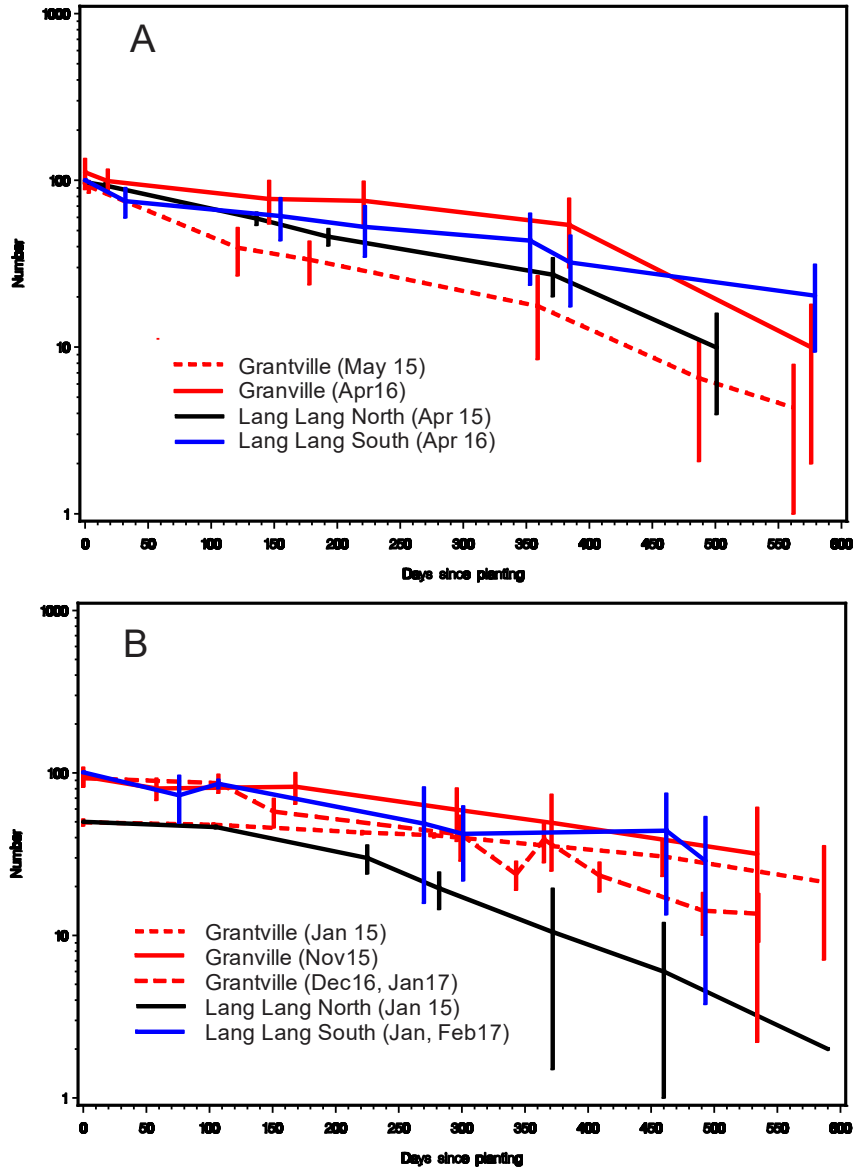 A
1000
100
10
1
Number
Grantville (May 15)
Granville (Apr16)
Lang Lang North (Apr 15)
Lang Lang South (Apr 16)
0 50 100 150 200 250 300 350 400 450 500 550 600
Days since planting
B
1000
100
10
1
Number
Grantville (Jan 15)
Granville (Nov15)
Grantville (Dec16, Jan17)
Lang Lang North (Jan 15)
Lang Lang South (Jan, Feb17)
0 50 100 150 200 250 300 350 400 450 500 550 600
Days since planting